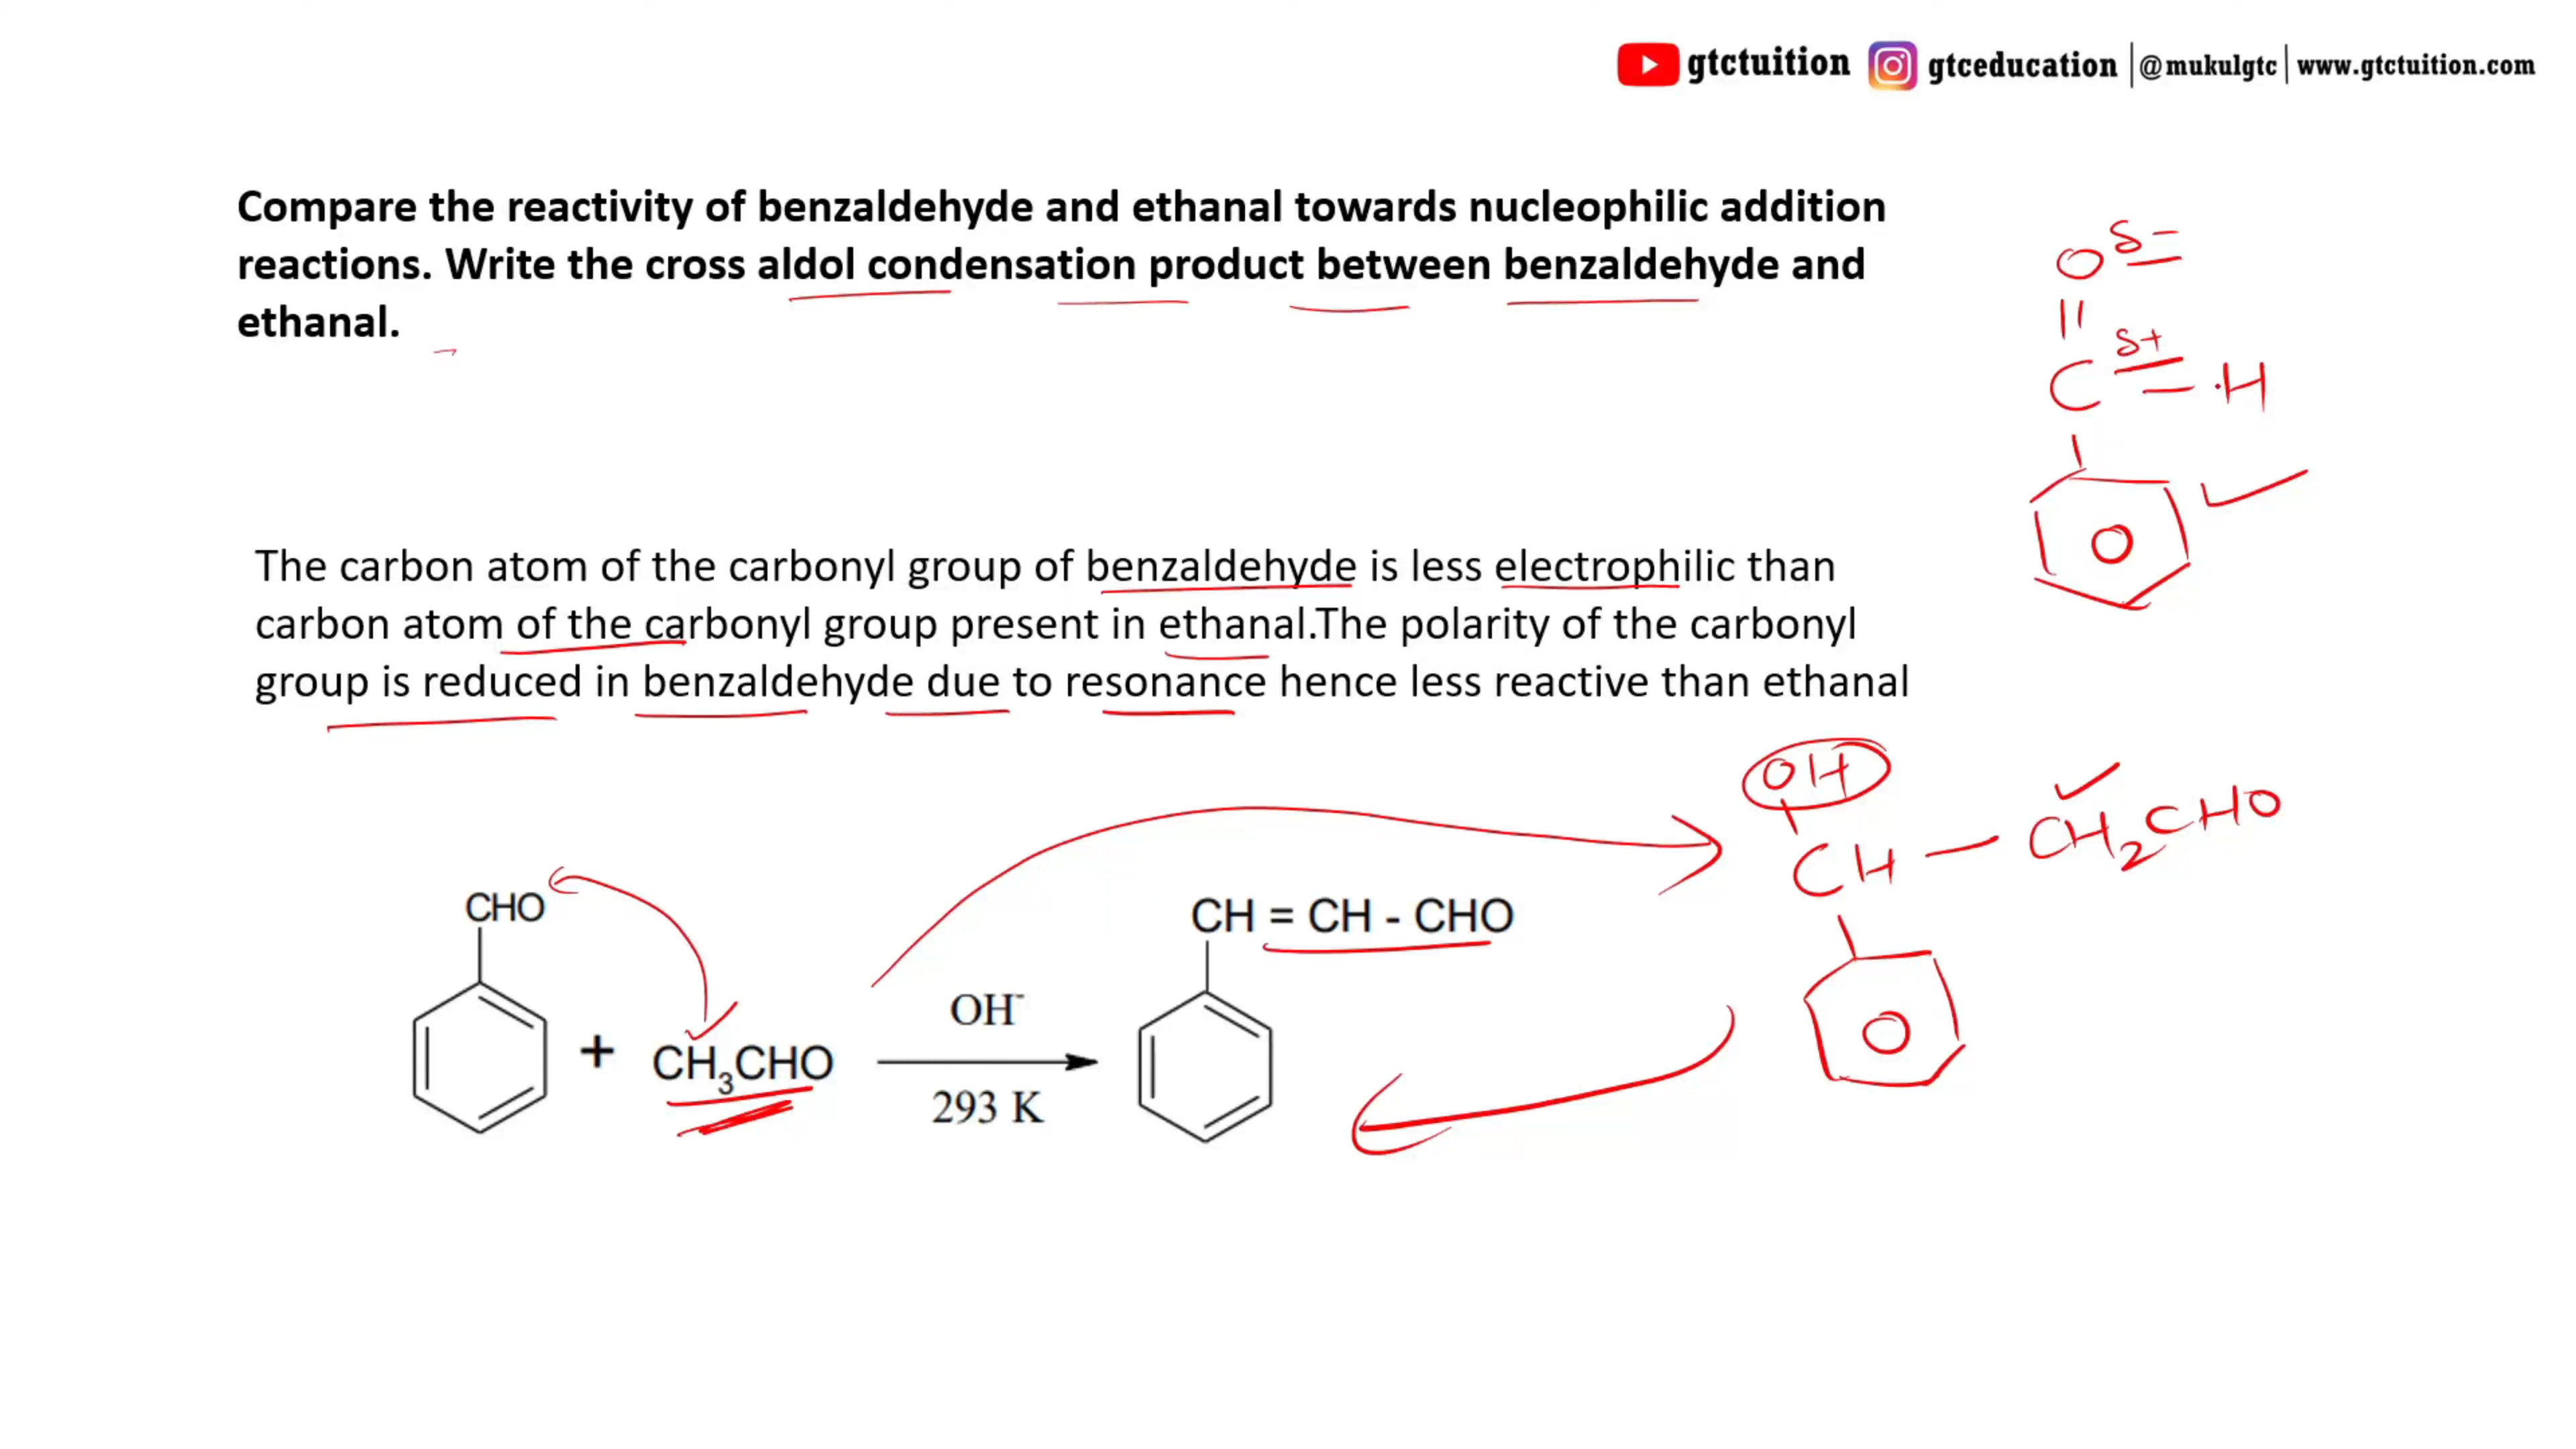 gtctuition gtceducation @mukulgtc www.gtctuition.com
Compare the reactivity of benzaldehyde and ethanal towards nucleophilic addition
reactions. Write the cross aldol condensation product between benzaldehyde and
ethanal.
O δ-
||
C δ+ H
The carbon atom of the carbonyl group of benzaldehyde is less electrophilic than
carbon atom of the carbonyl group present in ethanal.The polarity of the carbonyl
group is reduced in benzaldehyde due to resonance hence less reactive than ethanal
OH
CH - CH₂CHO
CHO
CH = CH - CHO
OH⁻
+ CH₃CHO
293 K